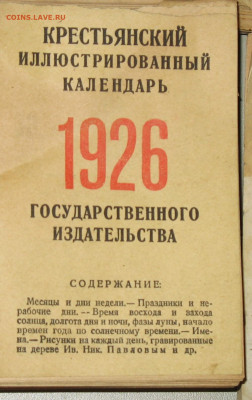 COINS.LAVE.RU
КРЕСТЬЯНСКИЙ
ИЛЛЮСТРИРОВАННЫЙ
КАЛЕНДАРЬ
1926
ГОСУДАРСТВЕННОГО
ИЗДАТЕЛЬСТВА
СОДЕРЖАНИЕ:
Месяцы и дни недели.— Праздники и не-
рабочие дни. -- Время восхода и захода
солнца, долгота дня и ночи, фазы луны, начало
времен года по солнечному времени.— Име-
на.— Рисунки на каждый день, гравированные
на дереве Ив. Ник. Павловым и др.